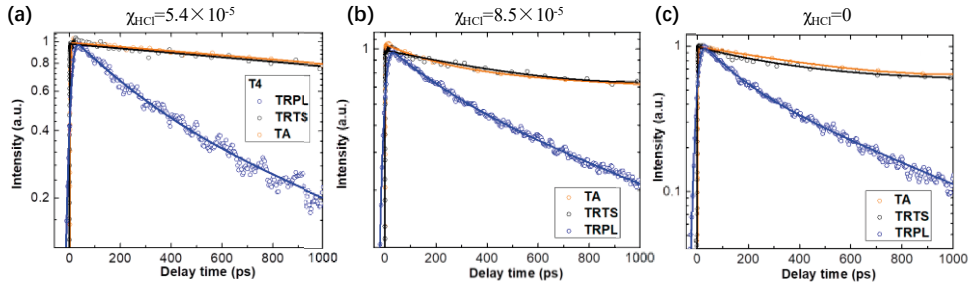 (a) χHCl=5.4×10-5
Intensity (a.u.)
1
0.8
0.6
0.4
0.2
T4
TRPL
TRTS
TA
0 200 400 600 800 1000
Delay time (ps)
(b) χHCl=8.5×10-5
Intensity (a.u.)
1
TA
TRTS
TRPL
0 200 400 600 800 1000
Delay time (ps)
(c) χHCl=0
Intensity (a.u.)
1
0.1
TA
TRTS
TRPL
0 200 400 600 800 1000
Delay time (ps)